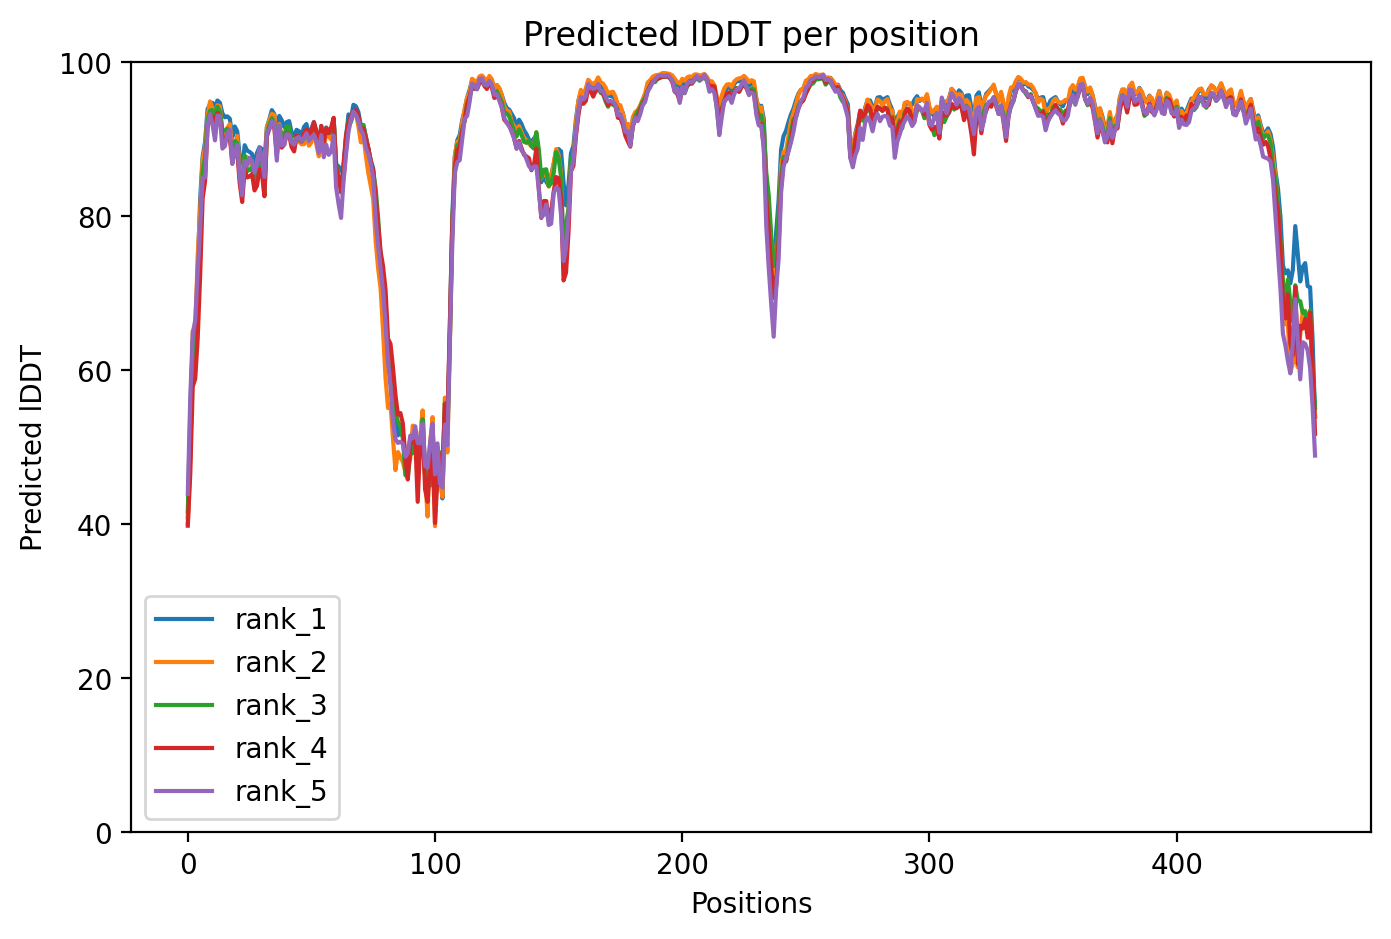 Predicted lDDT per position
Predicted lDDT
100
80
60
40
20
0
rank_1
rank_2
rank_3
rank_4
rank_5
0
100
200
300
400
Positions